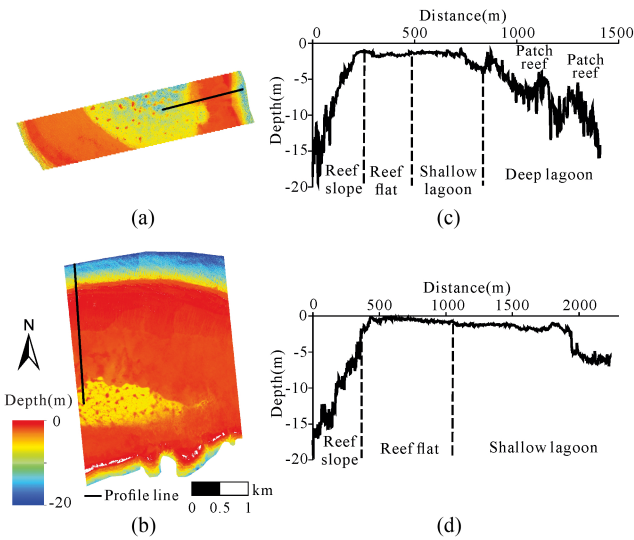 (a)
Distance(m)
0 500 1000 1500
0
-5
-10
-15
-20
Depth(m)
Patch
reef
Patch
reef
Reef
slope
Reef
flat
Shallow
lagoon
Deep lagoon
(c)
N
Depth(m)
0
-20
Profile line
km
0 0.5 1
(b)
Distance(m)
0 500 1000 1500 2000
0
-5
-10
-15
-20
Depth(m)
Reef
slope
Reef flat
Shallow lagoon
(d)